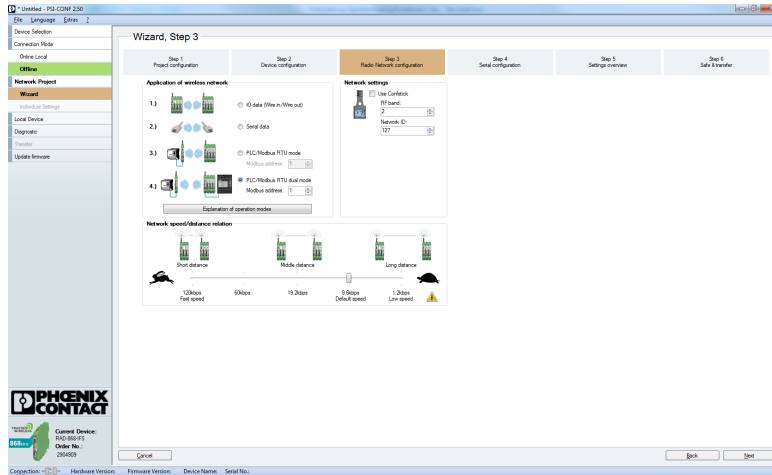 * Untitled - PSI-CONF 2.50
File Language Extras ?
Device Selection
Connection Mode
Online Local
Offline
Network Project
Wizard
Individual Settings
Local Device
Diagnostic
Transfer
Update firmware
Wizard, Step 3
Step 1
Project configuration
Step 2
Device configuration
Step 3
Radio Network configuration
Step 4
Serial configuration
Step 5
Settings overview
Step 6
Safe & transfer
Application of wireless network
1.) IO data (Wire in/Wire out)
2.) Serial data
3.) PLC/Modbus RTU mode
Modbus address: 1
4.) PLC/Modbus RTU dual mode
Modbus address: 1
Explanation of operation modes
Network settings
Use Confstick
RF band:
2
Network ID:
127
Network speed/distance relation
Short distance Middle distance Long distance
120kbps 60kbps 19.2kbps 9.6kbps 1.2kbps
Fast speed Default speed Low speed
PHŒNIX
CONTACT
TRUSTED
WIRELESS
868MHz
Current Device:
RAD-868-IFS
Order No.:
2904909
Cancel Back Next
Connection: Hardware Version: Firmware Version: Device Name: Serial No.: